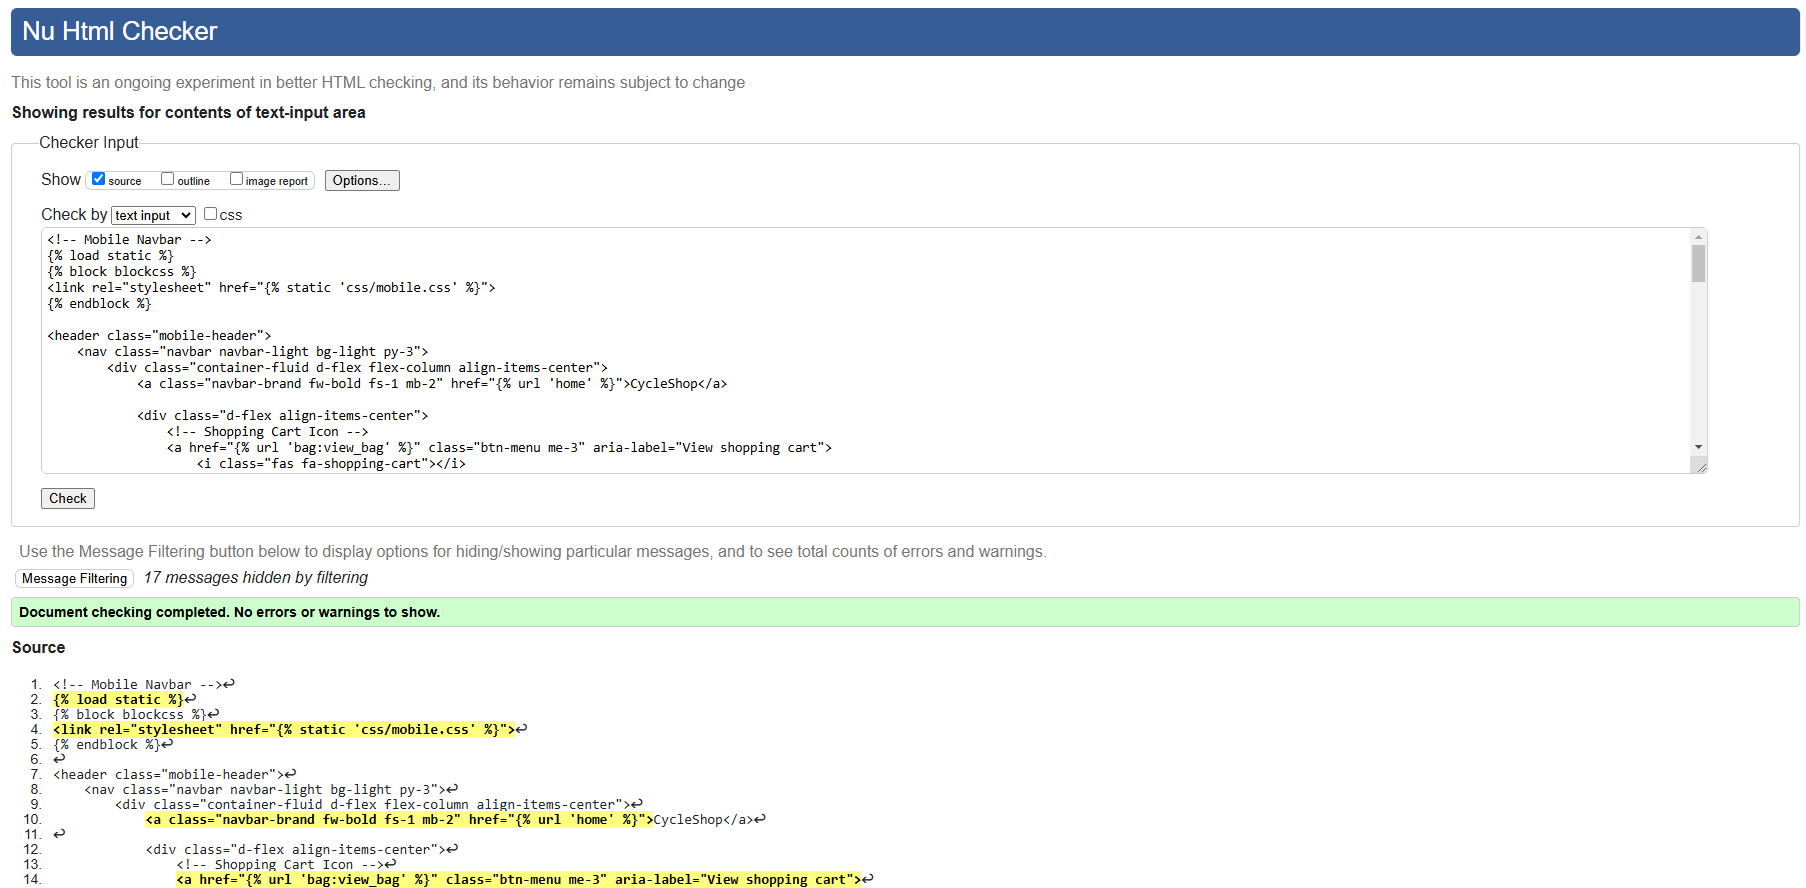 Nu Html Checker
This tool is an ongoing experiment in better HTML checking, and its behavior remains subject to change
Showing results for contents of text-input area
Checker Input
Show source outline image report Options...
Check by text input css
<!-- Mobile Navbar -->
{% load static %}
{% block blockcss %}
<link rel="stylesheet" href="{% static 'css/mobile.css' %}">
{% endblock %}
<header class="mobile-header">
<nav class="navbar navbar-light bg-light py-3">
<div class="container-fluid d-flex flex-column align-items-center">
<a class="navbar-brand fw-bold fs-1 mb-2" href="{% url 'home' %}">CycleShop</a>
<div class="d-flex align-items-center">
<!-- Shopping Cart Icon -->
<a href="{% url 'bag:view_bag' %}" class="btn-menu me-3" aria-label="View shopping cart">
<i class="fas fa-shopping-cart"></i>
Check
Use the Message Filtering button below to display options for hiding/showing particular messages, and to see total counts of errors and warnings.
Message Filtering 17 messages hidden by filtering
Document checking completed. No errors or warnings to show.
Source
1. <!-- Mobile Navbar -->↩
2. {% load static %}↩
3. {% block blockcss %}↩
4. <link rel="stylesheet" href="{% static 'css/mobile.css' %}">↩
5. {% endblock %}↩
6. ↩
7. <header class="mobile-header">↩
8. <nav class="navbar navbar-light bg-light py-3">↩
9. <div class="container-fluid d-flex flex-column align-items-center">↩
10. <a class="navbar-brand fw-bold fs-1 mb-2" href="{% url 'home' %}">CycleShop</a>↩
11. ↩
12. <div class="d-flex align-items-center">↩
13. <!-- Shopping Cart Icon -->↩
14. <a href="{% url 'bag:view_bag' %}" class="btn-menu me-3" aria-label="View shopping cart">↩